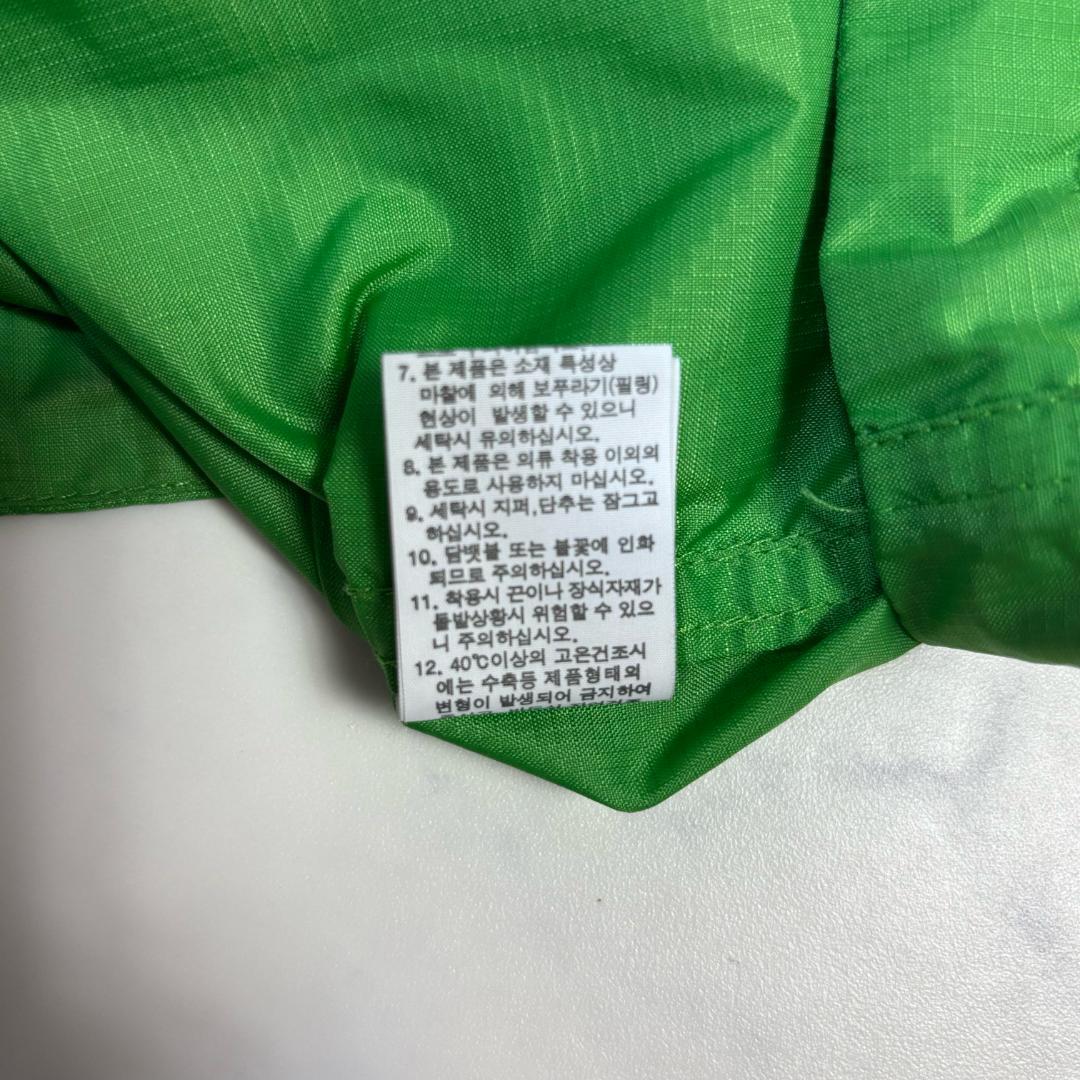 7. 본 제품은 소재 특성상
마찰에 의해 보푸라기(필링)
현상이 발생할 수 있으니
세탁시 유의하십시오.
8. 본 제품은 의류 착용 이외의
용도로 사용하지 마십시오.
9. 세탁시 지퍼,단추는 잠그고
하십시오.
10. 담뱃불 또는 불꽃에 인화
되므로 주의하십시오.
11. 착용시 끈이나 장식자재가
돌발상황시 위험할 수 있으
니 주의하십시오.
12. 40℃이상의 고온건조시
에는 수축등 제품형태의
변형이 발생되어 금지하여